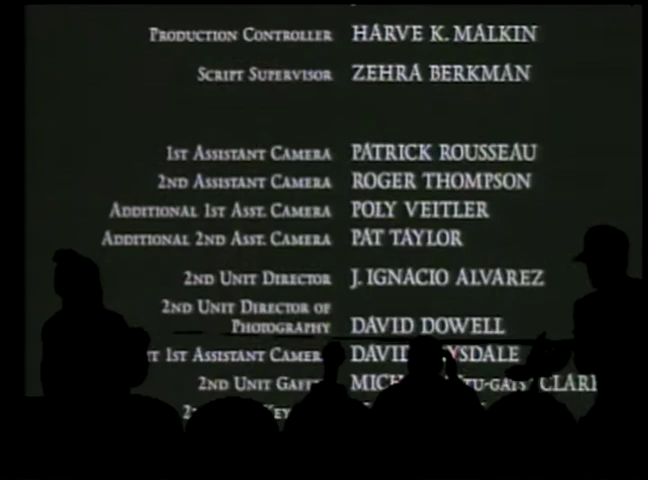 PRODUCTION CONTROLLER HARVE K. MALKIN
SCRIPT SUPERVISOR ZEHRA BERKMAN
1ST ASSISTANT CAMERA PATRICK ROUSSEAU
2ND ASSISTANT CAMERA ROGER THOMPSON
ADDITIONAL 1ST ASST. CAMERA POLY VEITLER
ADDITIONAL 2ND ASST. CAMERA PAT TAYLOR
2ND UNIT DIRECTOR J. IGNACIO ALVAREZ
2ND UNIT DIRECTOR OF
PHOTOGRAPHY DAVID DOWELL
1ST ASSISTANT DAVID
2ND UNIT